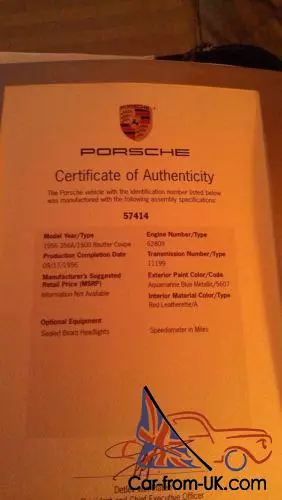 PORSCHE
Certificate of Authenticity
The Porsche vehicle with the identification number listed below
was manufactured with the following assembly specifications:
57414
Model Year/Type
1956 356A/1600 Reutter Coupe
Production Completion Date
09/17/1956
Manufacturer's Suggested
Retail Price (MSRP)
Information Not Available
Optional Equipment
Sealed Beam Headlights
Engine Number/Type
62809
Transmission Number/Type
11199
Exterior Paint Color/Code
Aquamarine Blue Metallic/5607
Interior Material Color/Type
Red Leatherette/A
Speedometer in Miles
Chief Executive Officer
Car-from-UK.com